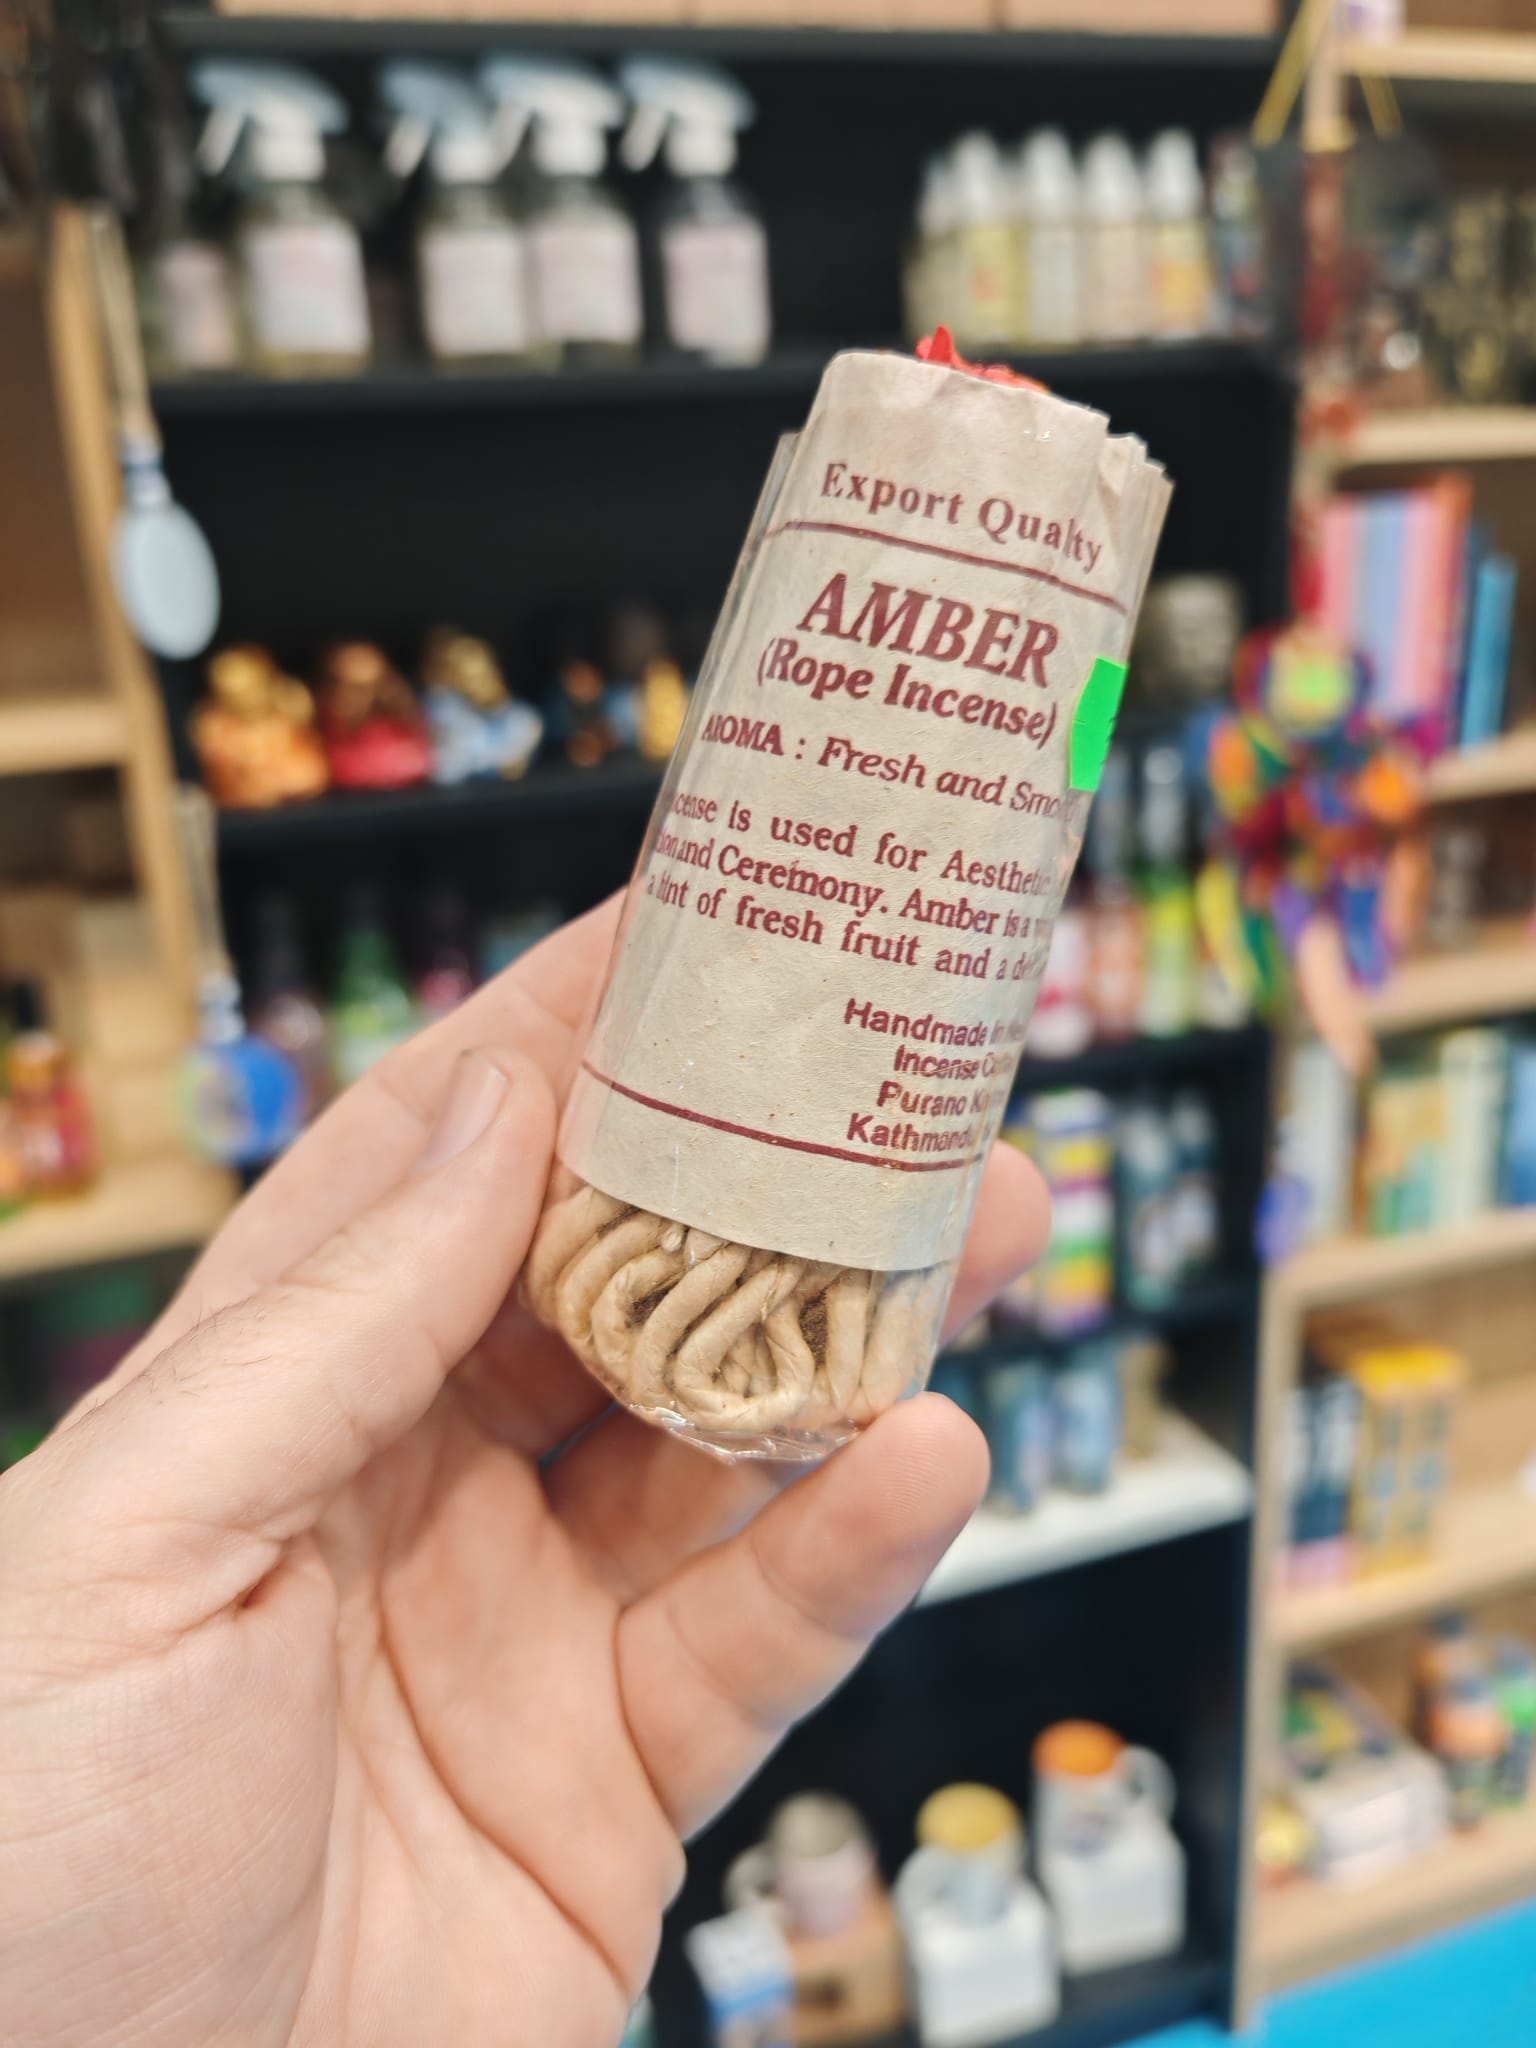 Export Quality
AMBER
(Rope Incense)
AROMA : Fresh and
is used for
and Ceremony. Amber is a
a hint of fresh fruit and a
Handmade in
Incense
Purano
Kathmandu